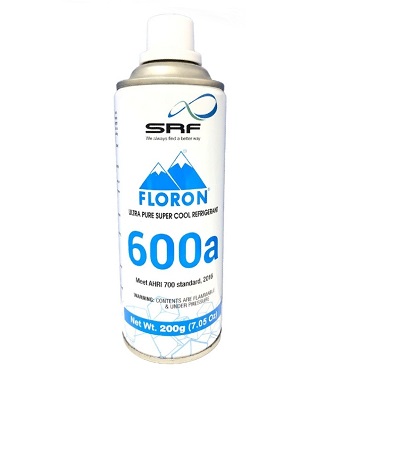 SRF
We always find a better way
FLORON®
ULTRA PURE SUPER COOL REFRIGERANT
600a
Meet AHRI 700 standard, 2016
WARNING: CONTENTS ARE FLAMMABLE
& UNDER PRESSURE
Net Wt. 200g (7.05 Oz)